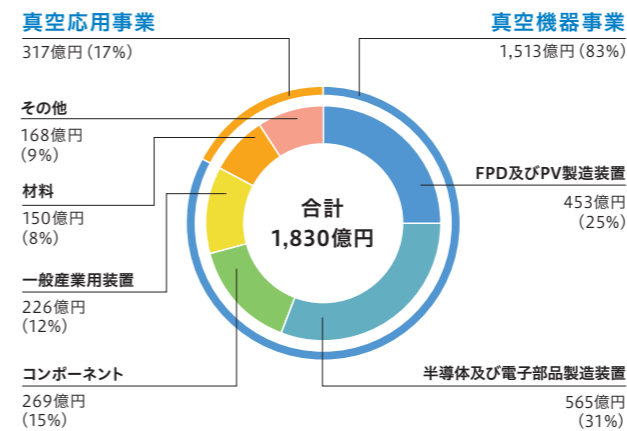 真空応用事業
317億円(17%)
真空機器事業
1,513億円(83%)
その他
168億円
(9%)
材料
150億円
(8%)
一般産業用装置
226億円
(12%)
コンポーネント
269億円
(15%)
合計
1,830億円
FPD及びPV製造装置
453億円
(25%)
半導体及び電子部品製造装置
565億円
(31%)